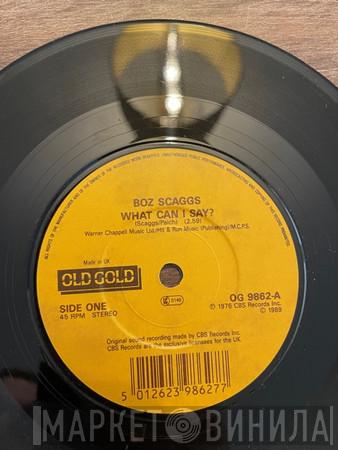 BOZ SCAGGS
WHAT CAN I SAY?
(Scaggs/Paich) (2.59)
Warner Chappell Music Ltd./Hit & Run Music (Publishing)/M.C.P.S.
Made in UK
OLD GOLD
SIDE ONE
45 RPM STEREO
OG 9862-A
℗ 1976 CBS Records Inc.
© 1989
Original sound recording made by CBS Records Inc.
CBS Records are the exclusive licensees for the UK.
5 012623 986277
МАРКЕТ ВИНИЛА